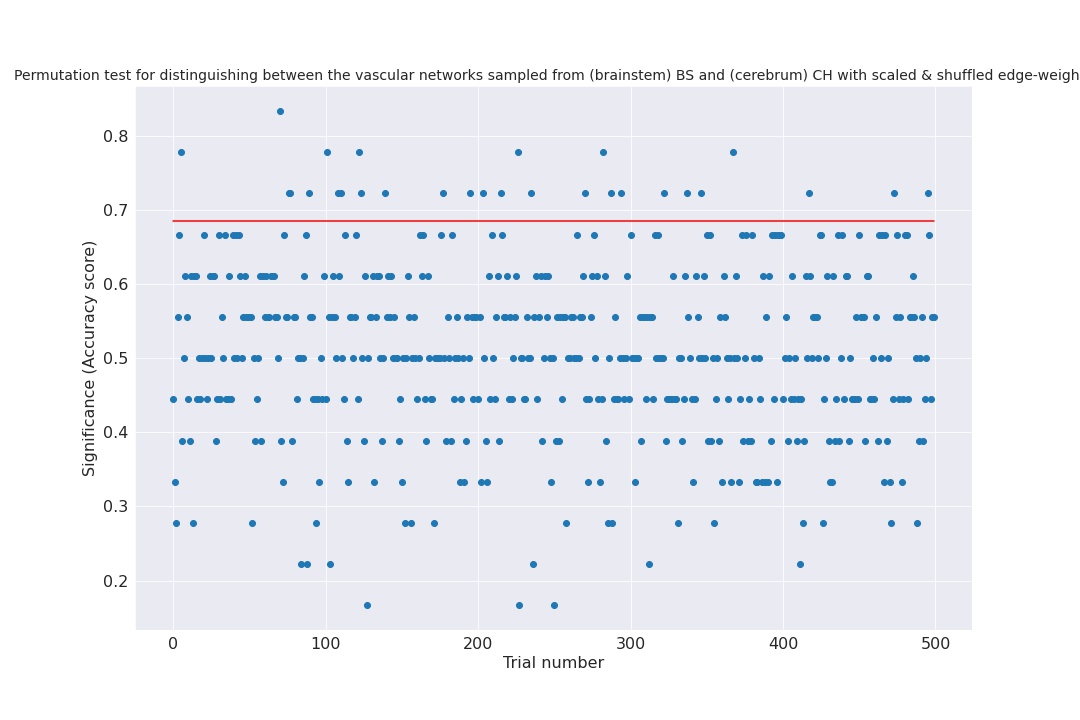 Permutation test for distinguishing between the vascular networks sampled from (brainstem) BS and (cerebrum) CH with scaled & shuffled edge-weigh
0.8
0.7
0.6
0.5
0.4
0.3
0.2
Significance (Accuracy score)
0 100 200 300 400 500
Trial number